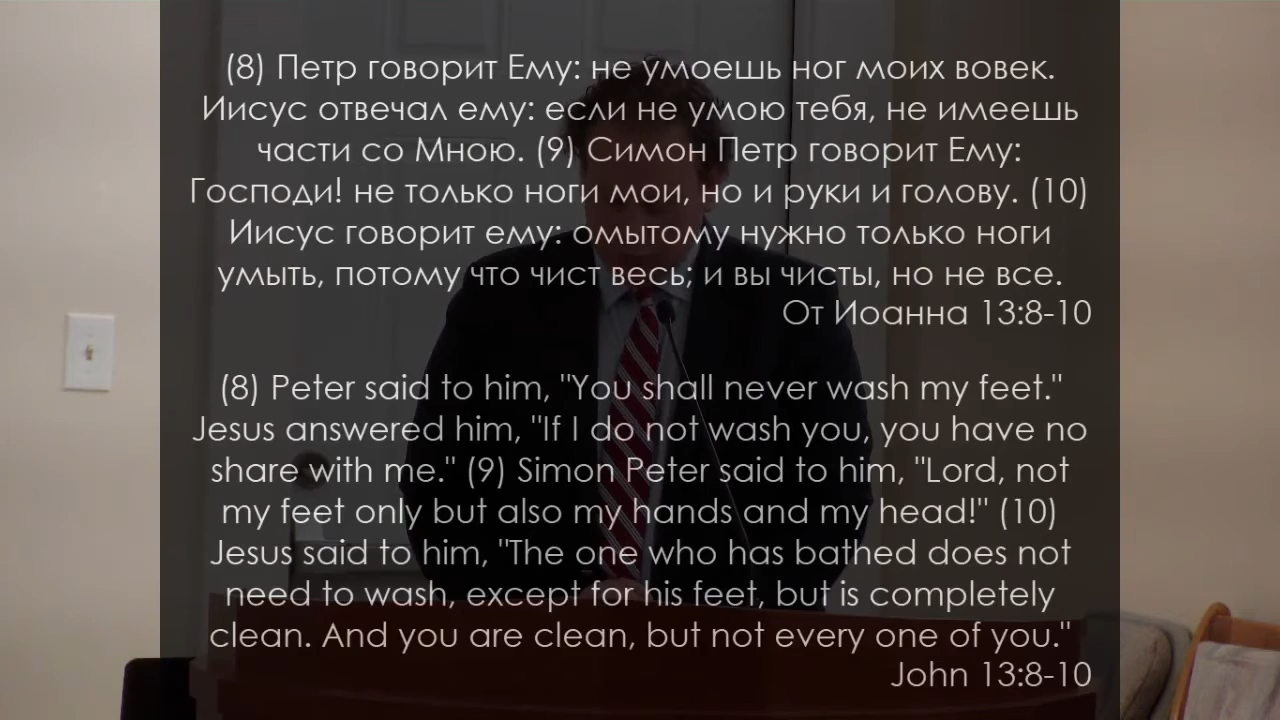 (8) Петр говорит Ему: не умоешь ног моих вовек.
Иисус отвечал ему: если не умою тебя, не имеешь
части со Мною. (9) Симон Петр говорит Ему:
Господи! не только ноги мои, но и руки и голову. (10)
Иисус говорит ему: омытому нужно только ноги
умыть, потому что чист весь; и вы чисты, но не все.
От Иоанна 13:8-10
(8) Peter said to him, "You shall never wash my feet."
Jesus answered him, "If I do not wash you, you have no
share with me." (9) Simon Peter said to him, "Lord, not
my feet only but also my hands and my head!" (10)
Jesus said to him, "The one who has bathed does not
need to wash, except for his feet, but is completely
clean. And you are clean, but not every one of you."
John 13:8-10